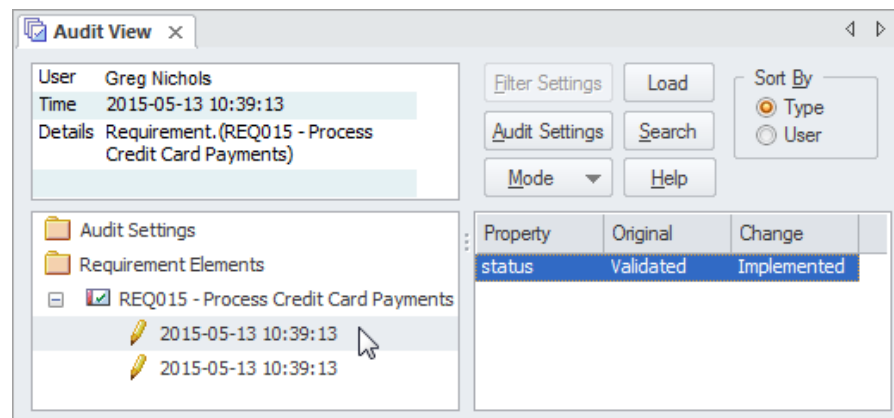 Audit View
User Greg Nichols
Time 2015-05-13 10:39:13
Details Requirement.(REQ015 - Process
Credit Card Payments)
Filter Settings Load
Audit Settings Search
Mode Help
Sort By
Type
User
Audit Settings
Requirement Elements
REQ015 - Process Credit Card Payments
2015-05-13 10:39:13
2015-05-13 10:39:13
Property Original Change
status Validated Implemented